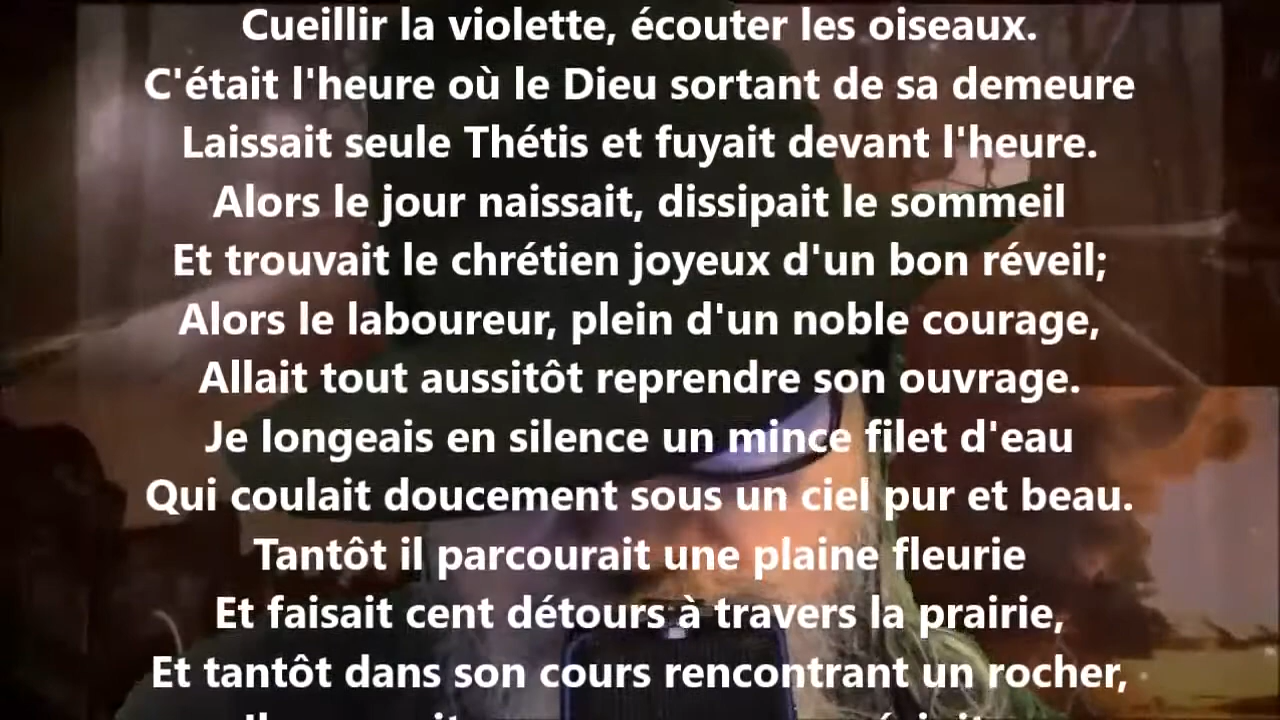 Cueillir la violette, écouter les oiseaux.
C'était l'heure où le Dieu sortant de sa demeure
Laissait seule Thétis et fuyait devant l'heure.
Alors le jour naissait, dissipait le sommeil
Et trouvait le chrétien joyeux d'un bon réveil;
Alors le laboureur, plein d'un noble courage,
Allait tout aussitôt reprendre son ouvrage.
Je longeais en silence un mince filet d'eau
Qui coulait doucement sous un ciel pur et beau.
Tantôt il parcourait une plaine fleurie
Et faisait cent détours à travers la prairie,
Et tantôt dans son cours rencontrant un rocher,